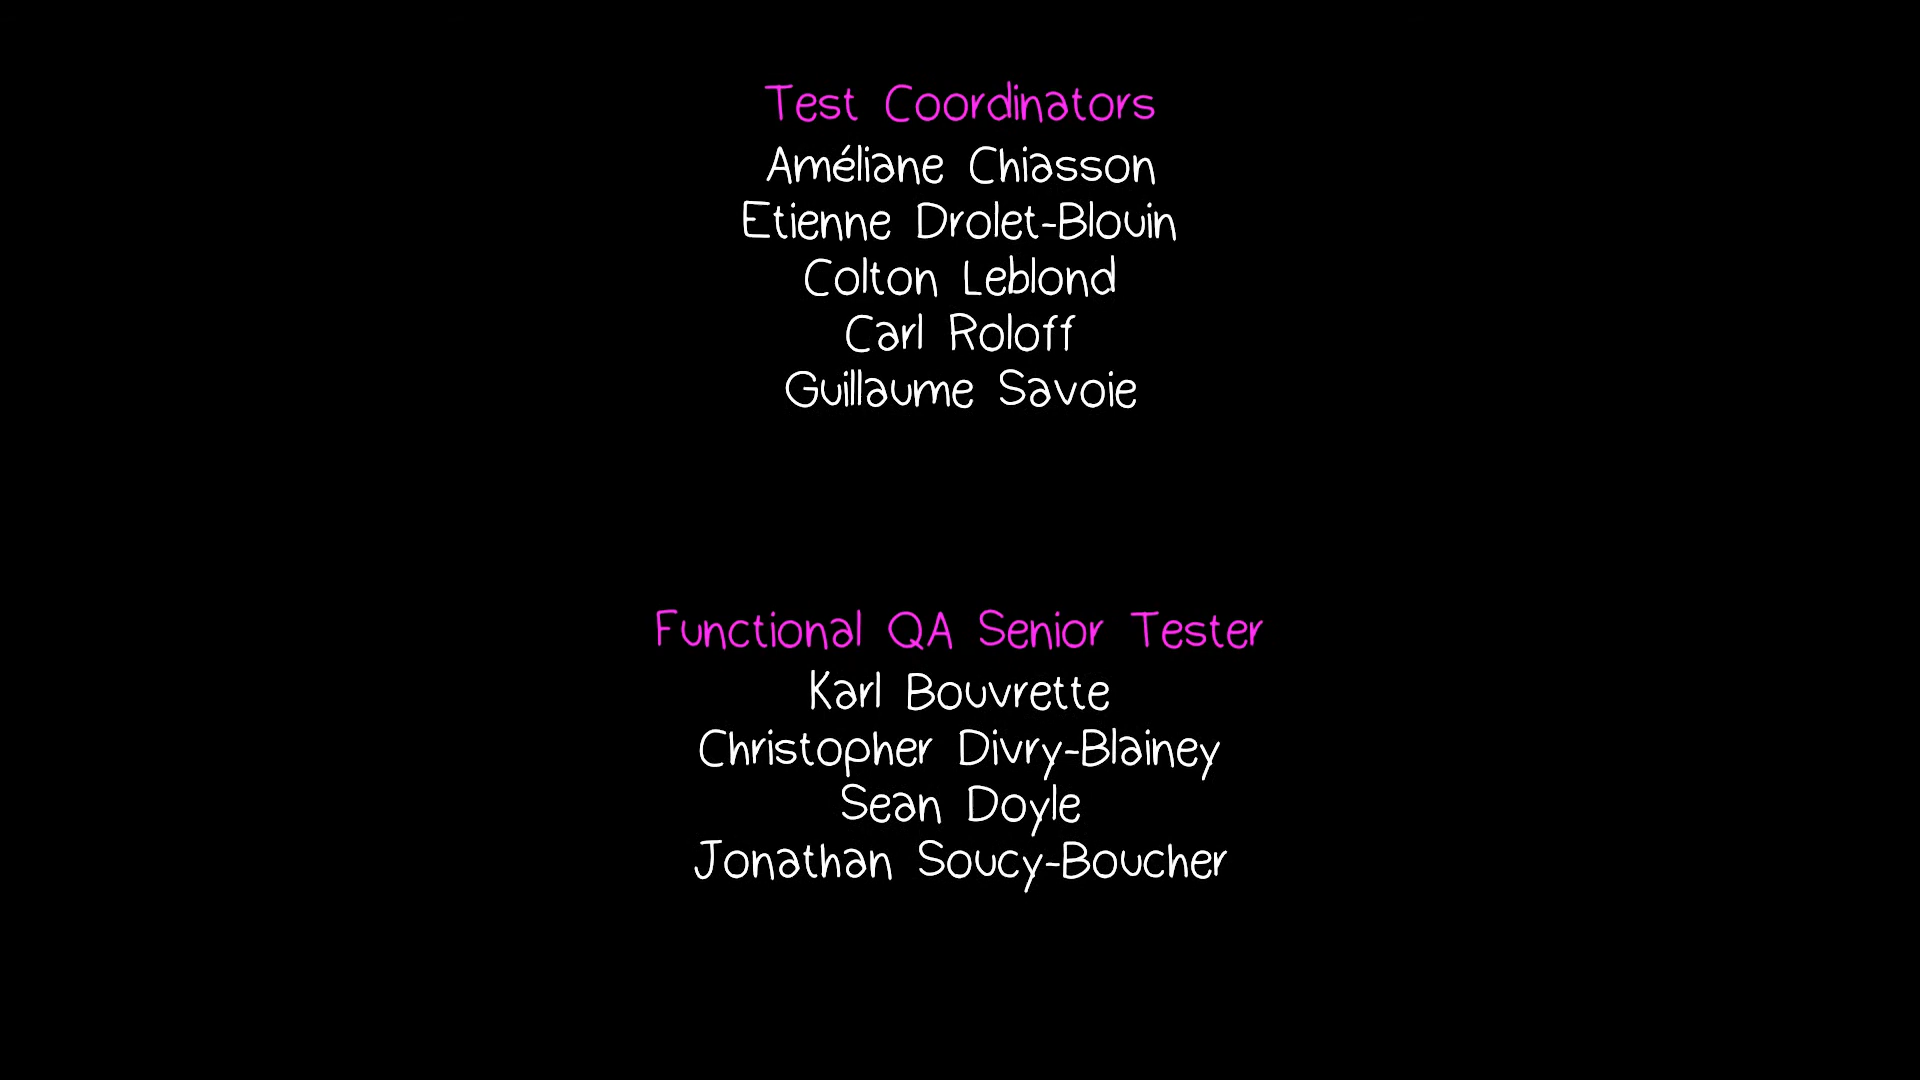 Test Coordinators
Améliane Chiasson
Etienne Drolet-Blouin
Colton Leblond
Carl Roloff
Guillaume Savoie
Functional QA Senior Tester
Karl Bouvrette
Christopher Divry-Blainey
Sean Doyle
Jonathan Soucy-Boucher